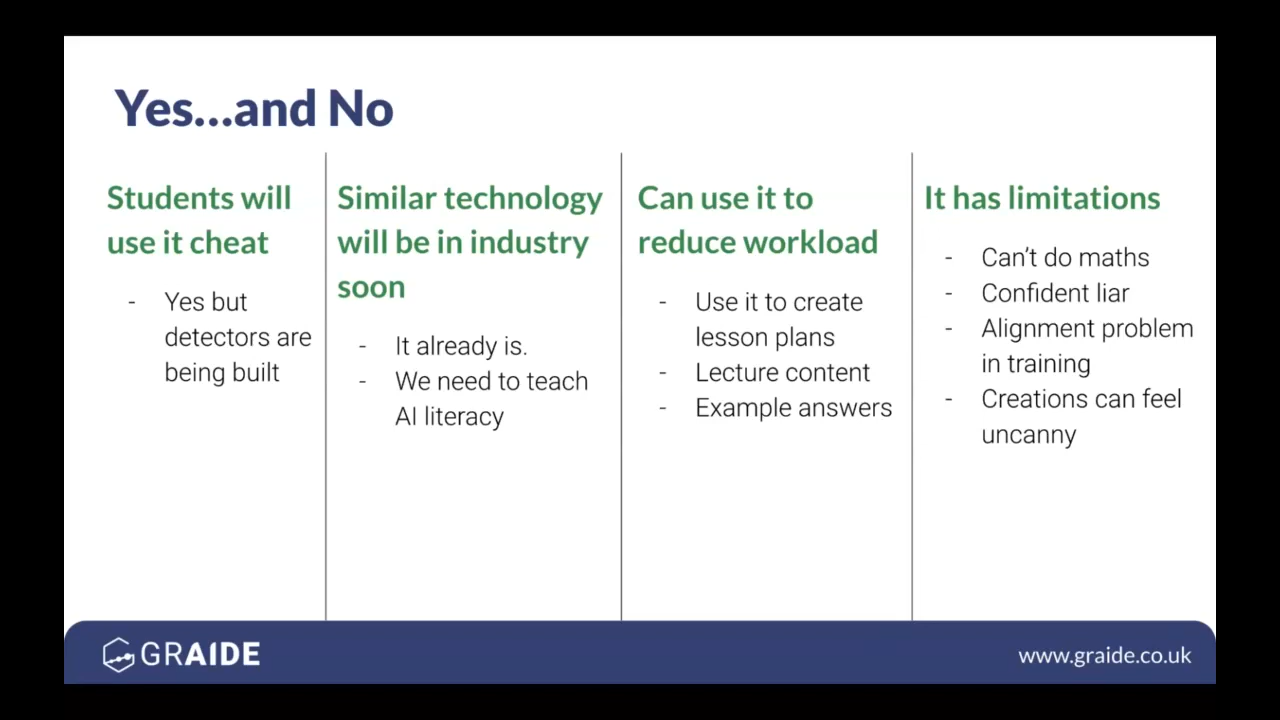 Yes...and No
Students will
use it cheat
- Yes but
detectors are
being built
Similar technology
will be in industry
soon
- It already is.
- We need to teach
AI literacy
Can use it to
reduce workload
- Use it to create
lesson plans
- Lecture content
- Example answers
It has limitations
- Can't do maths
- Confident liar
- Alignment problem
in training
- Creations can feel
uncanny
GRAIDE
www.graide.co.uk